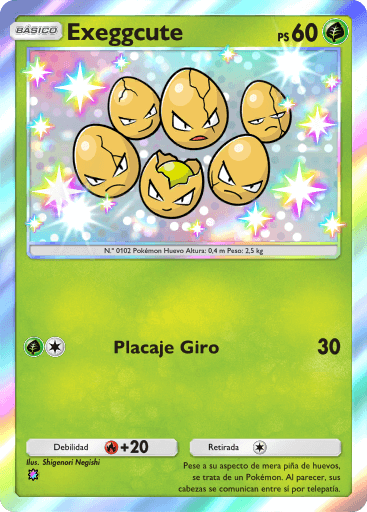 BÁSICO Exeggcute PS 60
N.º 0102 Pokémon Huevo Altura: 0,4 m Peso: 2,5 kg
Placaje Giro 30
Debilidad +20 Retirada
Ilus. Shigenori Negishi
Pese a su aspecto de mera piña de huevos,
se trata de un Pokémon. Al parecer, sus
cabezas se comunican entre sí por telepatía.